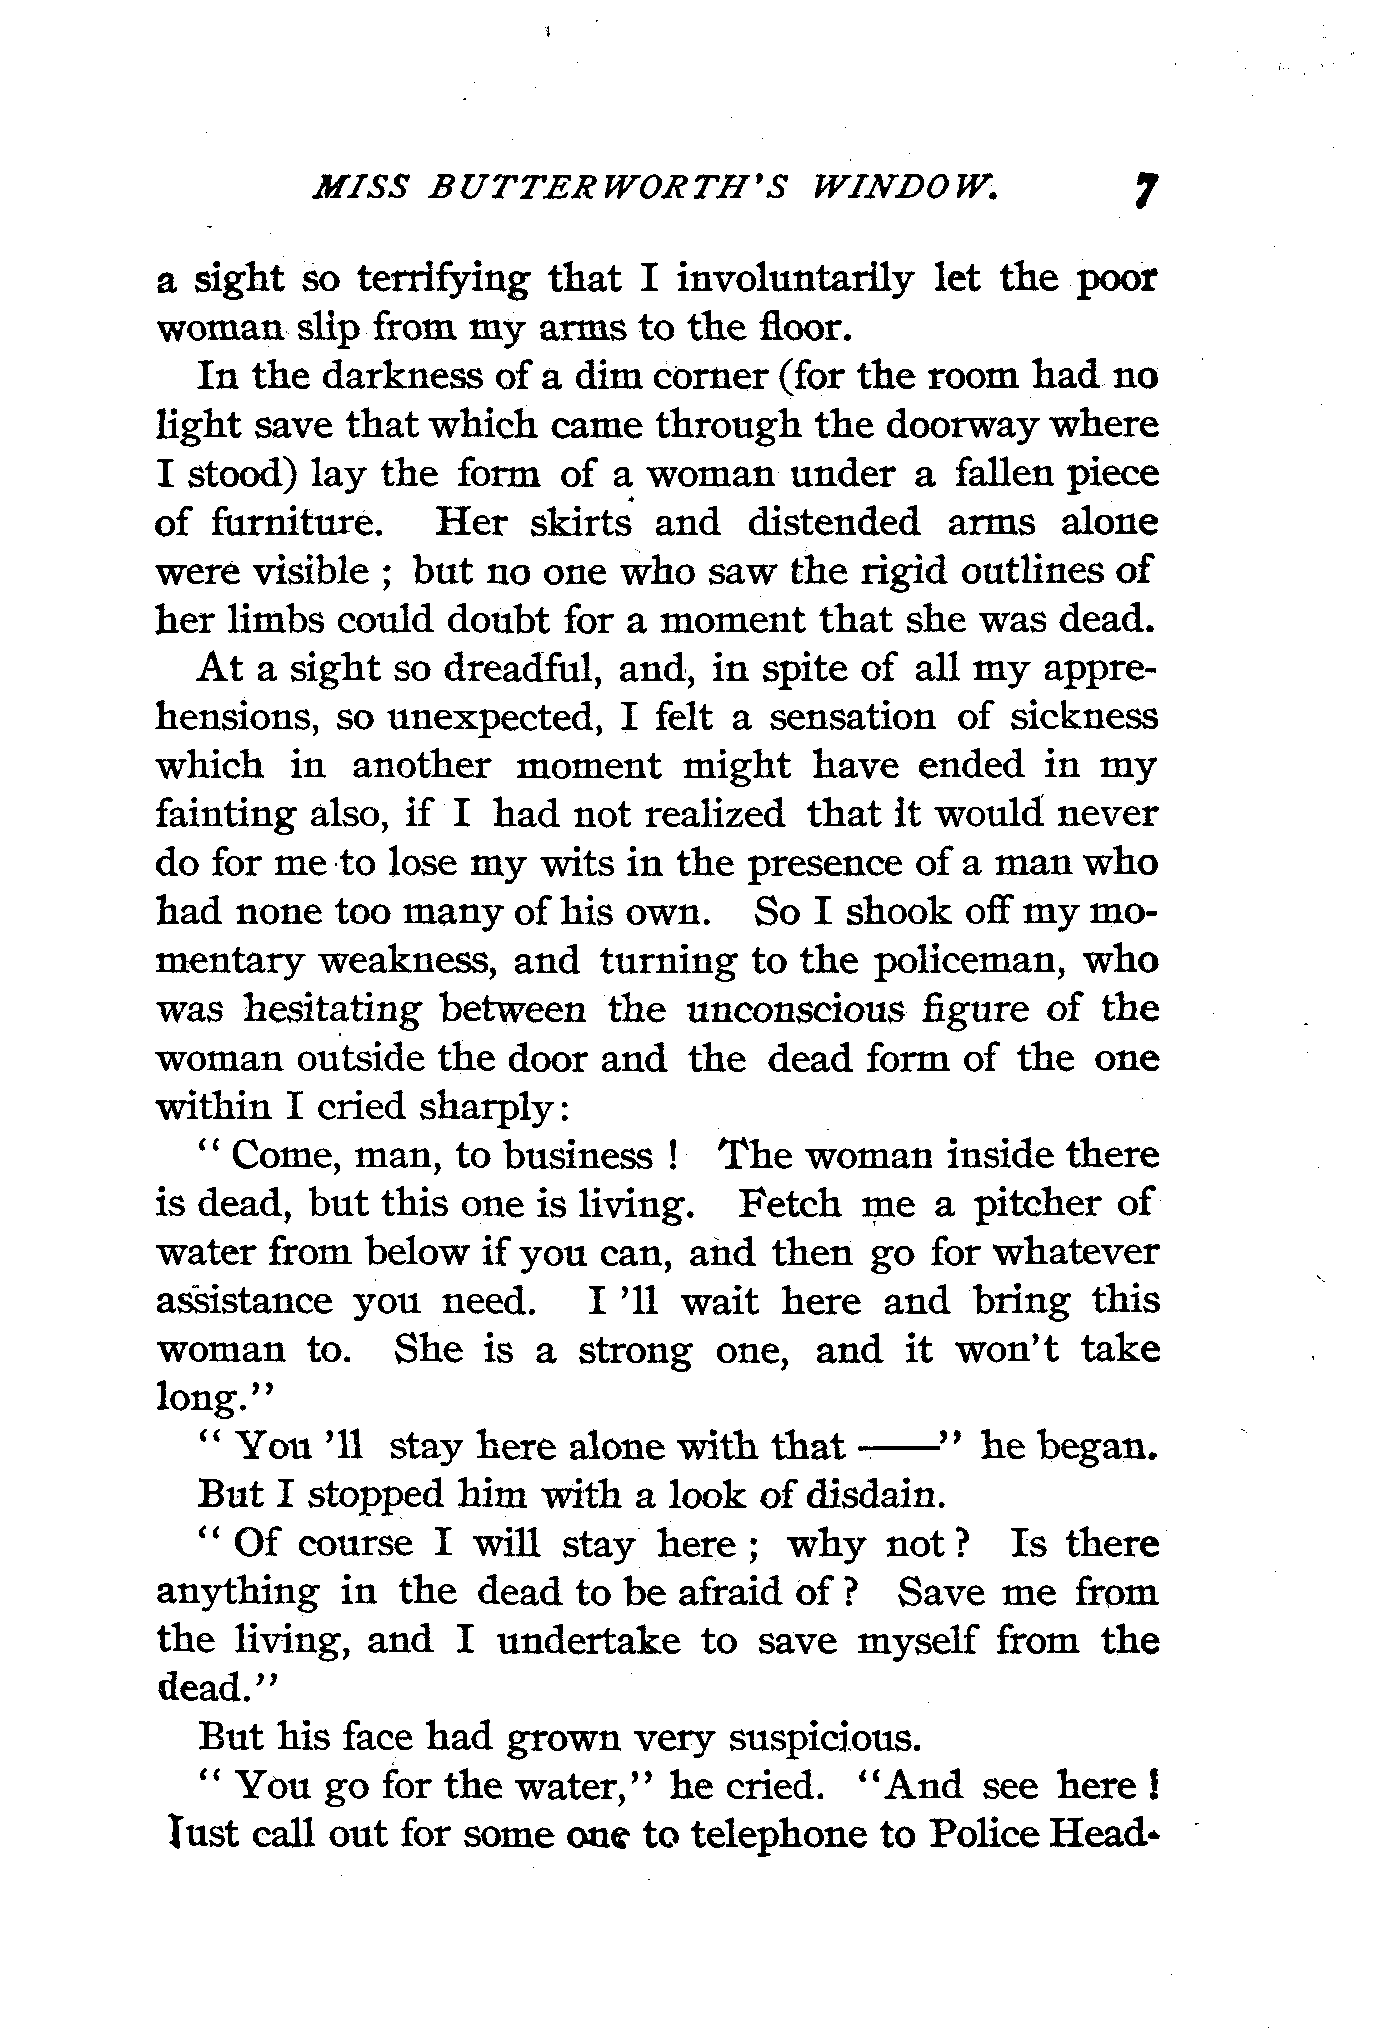 MISS BUTTERWORTH'S WINDOW. 7
a sight so terrifying that I involuntarily let the poor
woman slip from my arms to the floor.
In the darkness of a dim corner (for the room had no
light save that which came through the doorway where
I stood) lay the form of a woman under a fallen piece
of furniture. Her skirts and distended arms alone
were visible ; but no one who saw the rigid outlines of
her limbs could doubt for a moment that she was dead.
At a sight so dreadful, and, in spite of all my appre-
hensions, so unexpected, I felt a sensation of sickness
which in another moment might have ended in my
fainting also, if I had not realized that it would never
do for me to lose my wits in the presence of a man who
had none too many of his own. So I shook off my mo-
mentary weakness, and turning to the policeman, who
was hesitating between the unconscious figure of the
woman outside the door and the dead form of the one
within I cried sharply:
" Come, man, to business ! The woman inside there
is dead, but this one is living. Fetch me a pitcher of
water from below if you can, and then go for whatever
assistance you need. I 'll wait here and bring this
woman to. She is a strong one, and it won't take
long."
" You 'll stay here alone with that ——" he began.
But I stopped him with a look of disdain.
" Of course I will stay here ; why not ? Is there
anything in the dead to be afraid of ? Save me from
the living, and I undertake to save myself from the
dead."
But his face had grown very suspicious.
" You go for the water," he cried. "And see here !
Just call out for some one to telephone to Police Head-